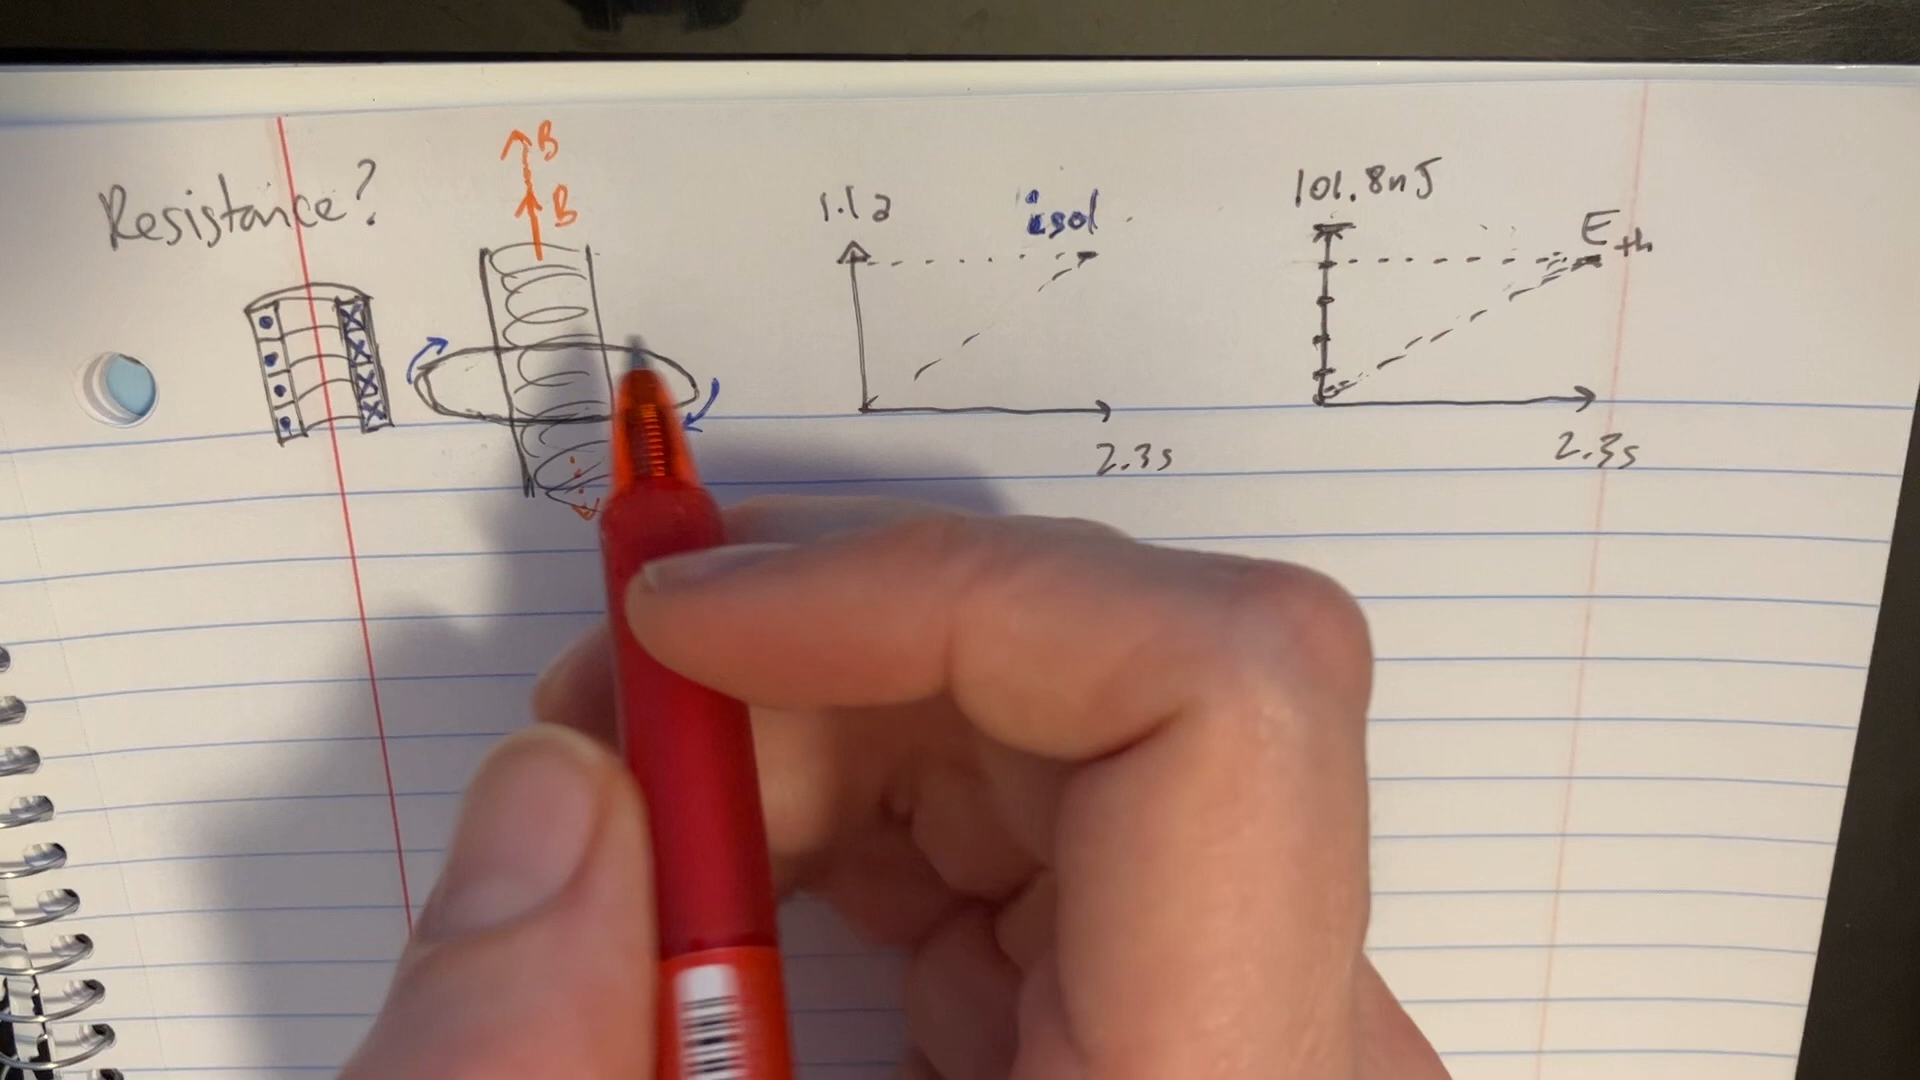 Resistance?
B
B
1.1a
isol
2.3s
101.8nJ
Eth
2.3s